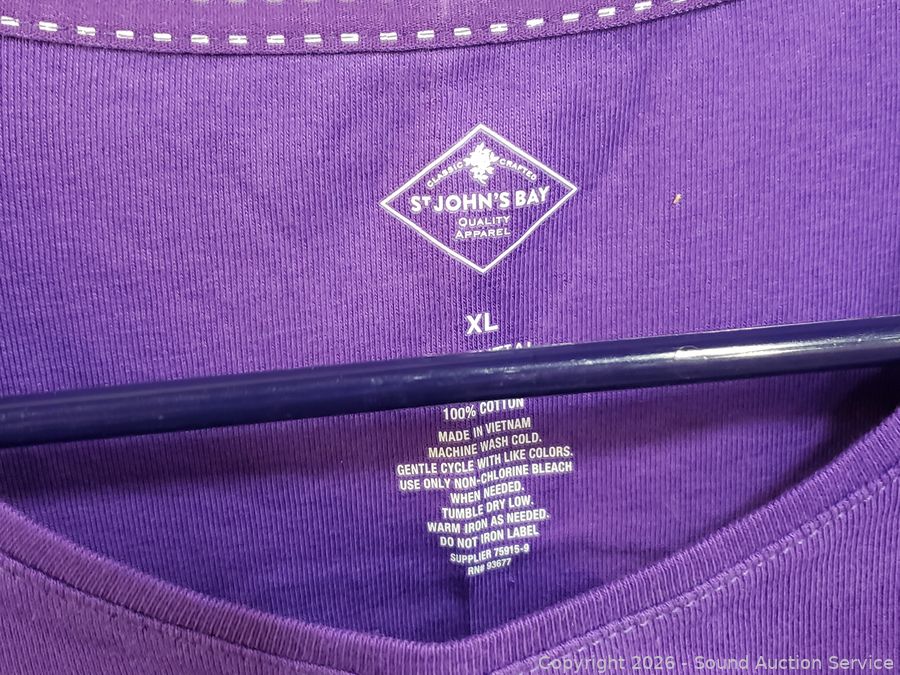 CLASSIC CRAFTED
ST JOHN'S BAY
QUALITY
APPAREL
XL
100% COTTON
MADE IN VIETNAM
MACHINE WASH COLD.
GENTLE CYCLE WITH LIKE COLORS.
USE ONLY NON-CHLORINE BLEACH
WHEN NEEDED.
TUMBLE DRY LOW.
WARM IRON AS NEEDED.
DO NOT IRON LABEL
SUPPLIER 75915-9
RN# 93677
Copyright 2026 - Sound Auction Service